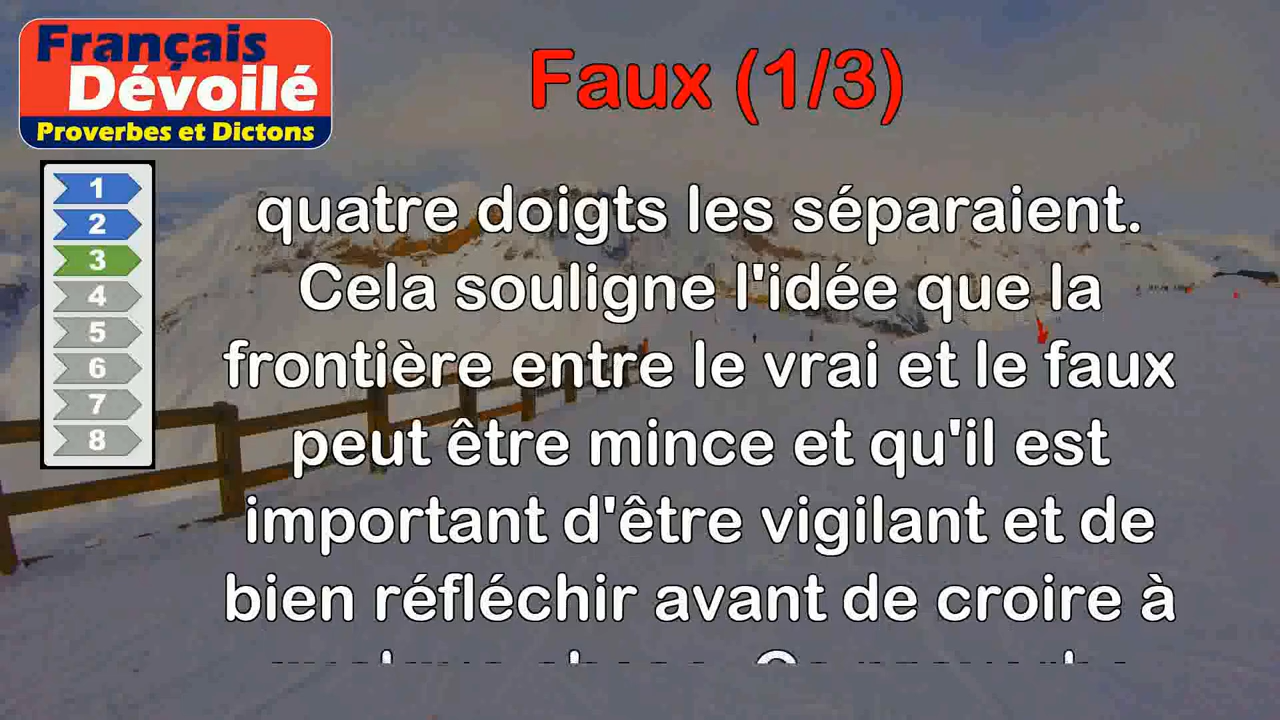 Français
Dévoilé
Proverbes et Dictons
Faux (1/3)
1
2
3
4
5
6
7
8
quatre doigts les séparaient.
Cela souligne l'idée que la
frontière entre le vrai et le faux
peut être mince et qu'il est
important d'être vigilant et de
bien réfléchir avant de croire à